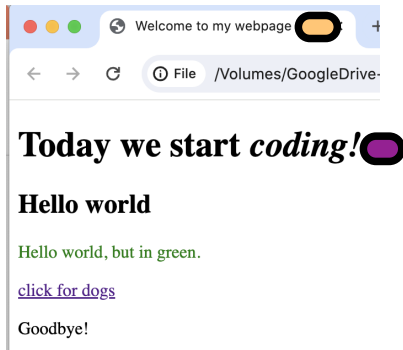 Welcome to my webpage
File /Volumes/GoogleDrive-
Today we start coding!
Hello world
Hello world, but in green.
click for dogs
Goodbye!